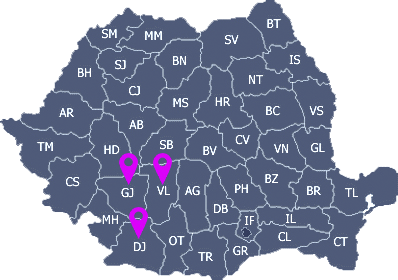 BT
SM
MM
SV
SJ
BN
IS
BH
NT
CJ
MS
HR
AR
BC
VS
AB
TM
HD
SB
BV
CV
VN
GL
CS
GJ
VL
AG
PH
BZ
BR
TL
MH
DB
IF
IL
DJ
OT
TR
GR
CL
CT